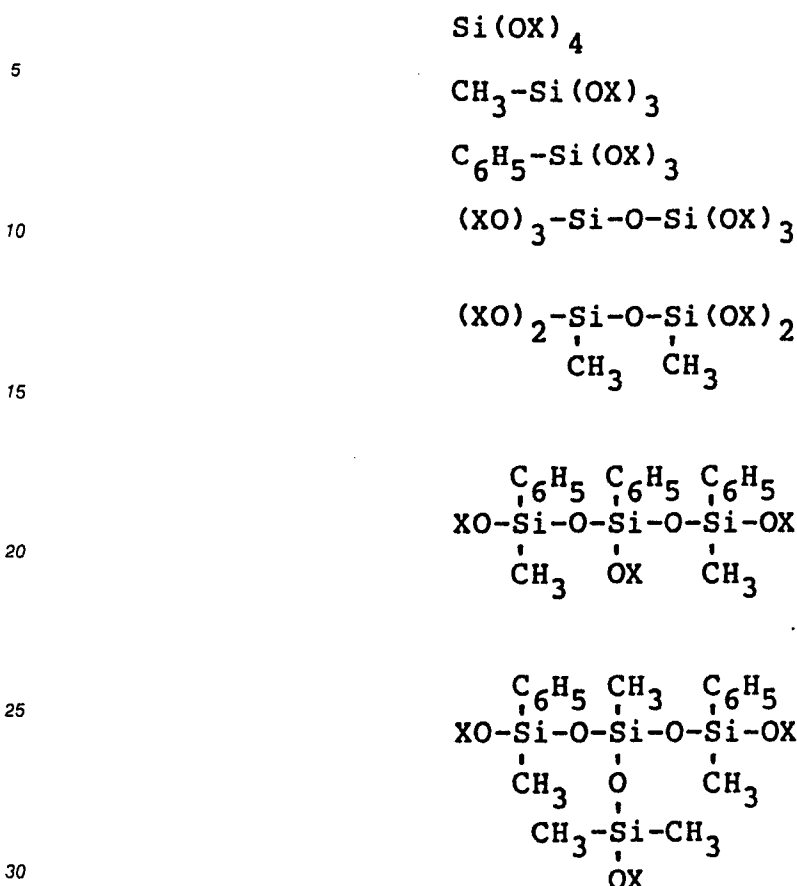 Si(OX)4
5
CH3-Si(OX)3
C6H5-Si(OX)3
10
(XO)3-Si-O-Si(OX)3
(XO)2-Si-O-Si(OX)2
CH3 CH3
15
C6H5 C6H5 C6H5
XO-Si-O-Si-O-Si-OX
20
CH3 OX CH3
C6H5 CH3 C6H5
25
XO-Si-O-Si-O-Si-OX
CH3 O CH3
CH3-Si-CH3
30
OX